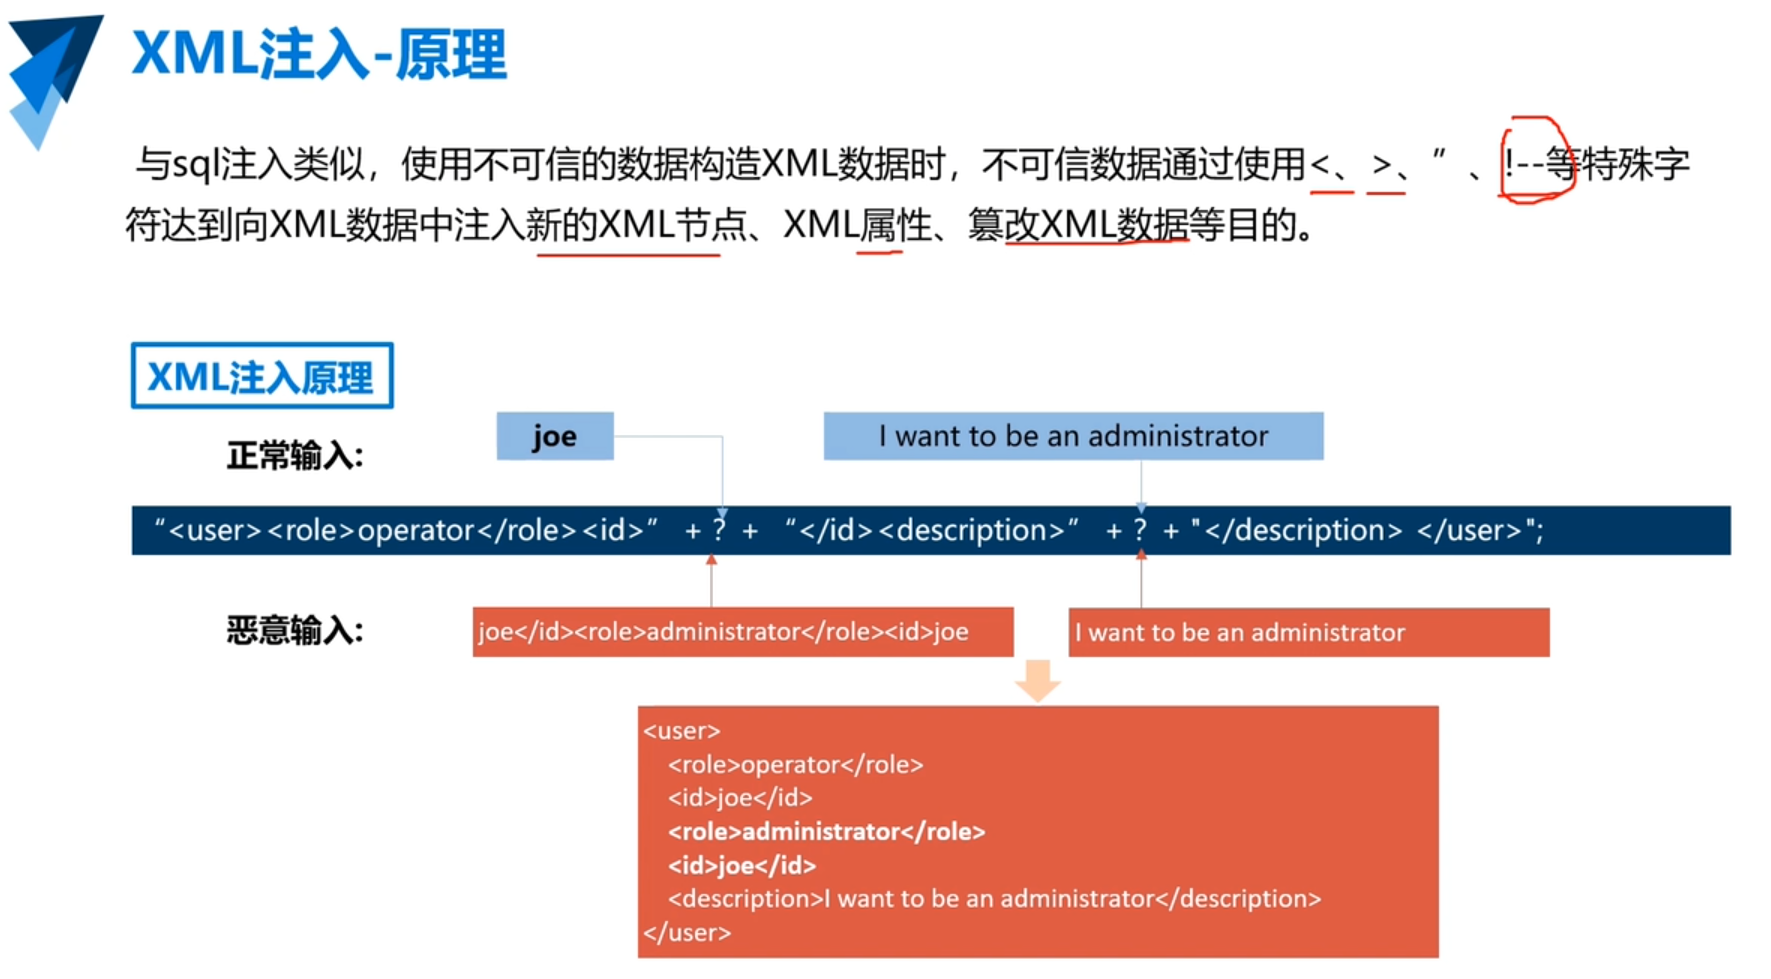 XML注入-原理
与sql注入类似，使用不可信的数据构造XML数据时，不可信数据通过使用<、>、”、!--等特殊字
符达到向XML数据中注入新的XML节点、XML属性、篡改XML数据等目的。
XML注入原理
正常输入:
joe
I want to be an administrator
“<user><role>operator</role><id>” + ? + “</id><description>” + ? + "</description> </user>";
恶意输入:
joe</id><role>administrator</role><id>joe
I want to be an administrator
<user>
<role>operator</role>
<id>joe</id>
<role>administrator</role>
<id>joe</id>
<description>I want to be an administrator</description>
</user>